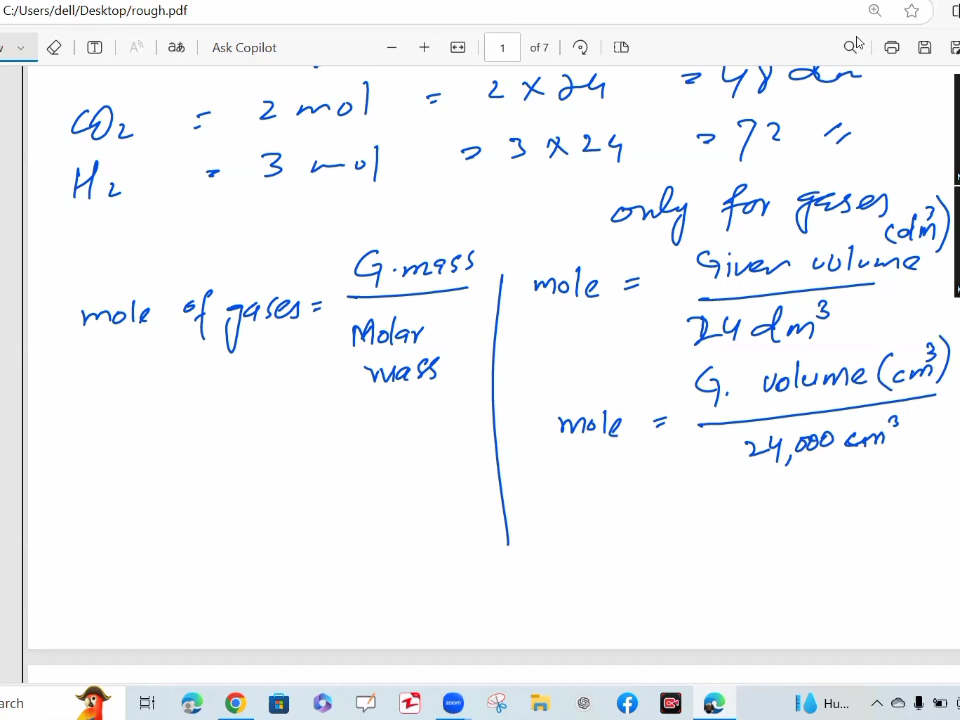 C:/Users/dell/Desktop/rough.pdf
Ask Copilot
1 of 7
= 2 x 24 = 48 dm
CO2 = 2 mol
H2 = 3 mol = 3 x 24 = 72 "
only for gases
mole of gases = G.mass / Molar mass
mole = Given volume (dm³) / 24 dm³
mole = G. volume (cm³) / 24,000 cm³
earch
zoom
Hu...